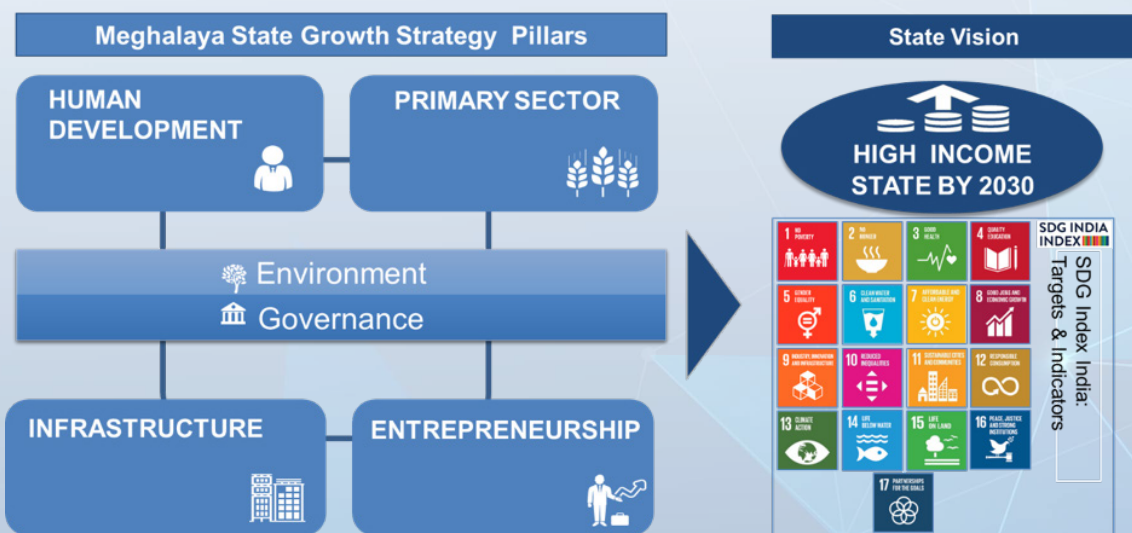 Meghalaya State Growth Strategy Pillars
State Vision
HUMAN
DEVELOPMENT
PRIMARY SECTOR
Environment
Governance
INFRASTRUCTURE
ENTREPRENEURSHIP
HIGH INCOME
STATE BY 2030
1 NO
POVERTY
2 NO
HUNGER
3 GOOD
HEALTH
4 QUALITY
EDUCATION
SDG INDIA
INDEX
5 GENDER
EQUALITY
6 CLEAN WATER
AND SANITATION
7 AFFORDABLE AND
CLEAN ENERGY
8 GOOD JOBS AND
ECONOMIC GROWTH
9 INDUSTRY, INNOVATION
AND INFRASTRUCTURE
10 REDUCED
INEQUALITIES
11 SUSTAINABLE CITIES
AND COMMUNITIES
12 RESPONSIBLE
CONSUMPTION
13 CLIMATE
ACTION
14 LIFE
BELOW WATER
15 LIFE
ON LAND
16 PEACE, JUSTICE
AND STRONG
INSTITUTIONS
17 PARTNERSHIPS
FOR THE GOALS
SDG Index India:
Targets & Indicators